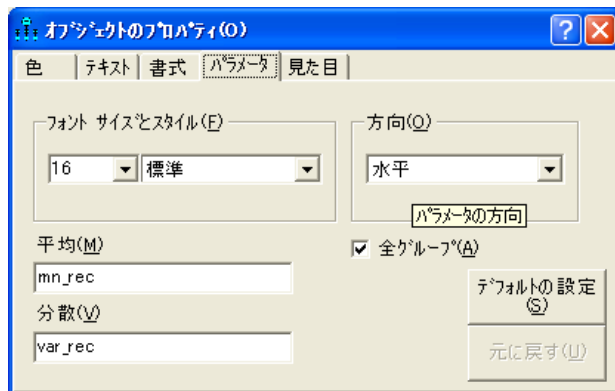 ｵﾌﾞｼﾞｪｸﾄのﾌﾟﾛﾊﾟﾃｨ(O)
色 ﾃｷｽﾄ 書式 ﾊﾟﾗﾒｰﾀ 見た目
ﾌｫﾝﾄ ｻｲｽﾞとｽﾀｲﾙ(F)
方向(O)
16 標準
水平
ﾊﾟﾗﾒｰﾀの方向
平均(M)
全ｸﾞﾙｰﾌﾟ(A)
mn_rec
ﾃﾞﾌｫﾙﾄの設定
(S)
分散(V)
var_rec
元に戻す(U)